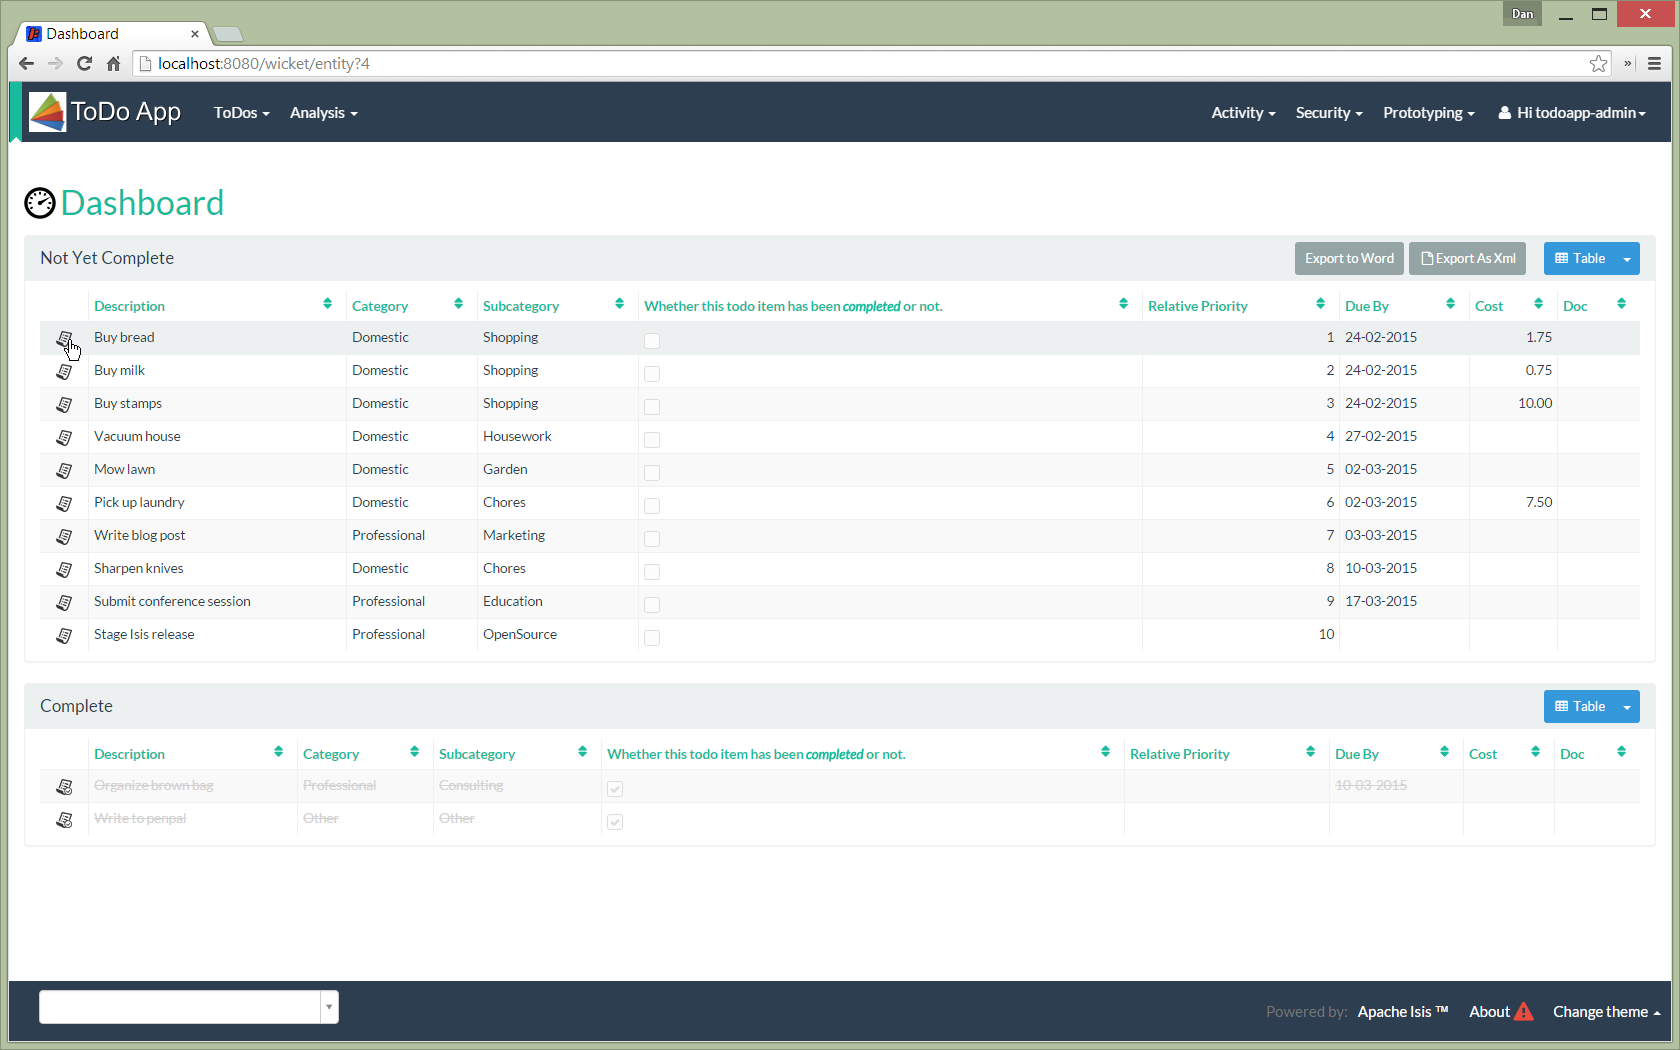 Dan
Dashboard
localhost:8080/wicket/entity?4
ToDo App ToDos Analysis Activity Security Prototyping Hi todoapp-admin
Dashboard
Not Yet Complete Export to Word Export As Xml Table
Description Category Subcategory Whether this todo item has been completed or not. Relative Priority Due By Cost Doc
Buy bread Domestic Shopping 1 24-02-2015 1.75
Buy milk Domestic Shopping 2 24-02-2015 0.75
Buy stamps Domestic Shopping 3 24-02-2015 10.00
Vacuum house Domestic Housework 4 27-02-2015
Mow lawn Domestic Garden 5 02-03-2015
Pick up laundry Domestic Chores 6 02-03-2015 7.50
Write blog post Professional Marketing 7 03-03-2015
Sharpen knives Domestic Chores 8 10-03-2015
Submit conference session Professional Education 9 17-03-2015
Stage Isis release Professional OpenSource 10
Complete Table
Description Category Subcategory Whether this todo item has been completed or not. Relative Priority Due By Cost Doc
Organize brown bag Professional Consulting 10-03-2015
Write to penpal Other Other
Powered by: Apache Isis ™ About Change theme